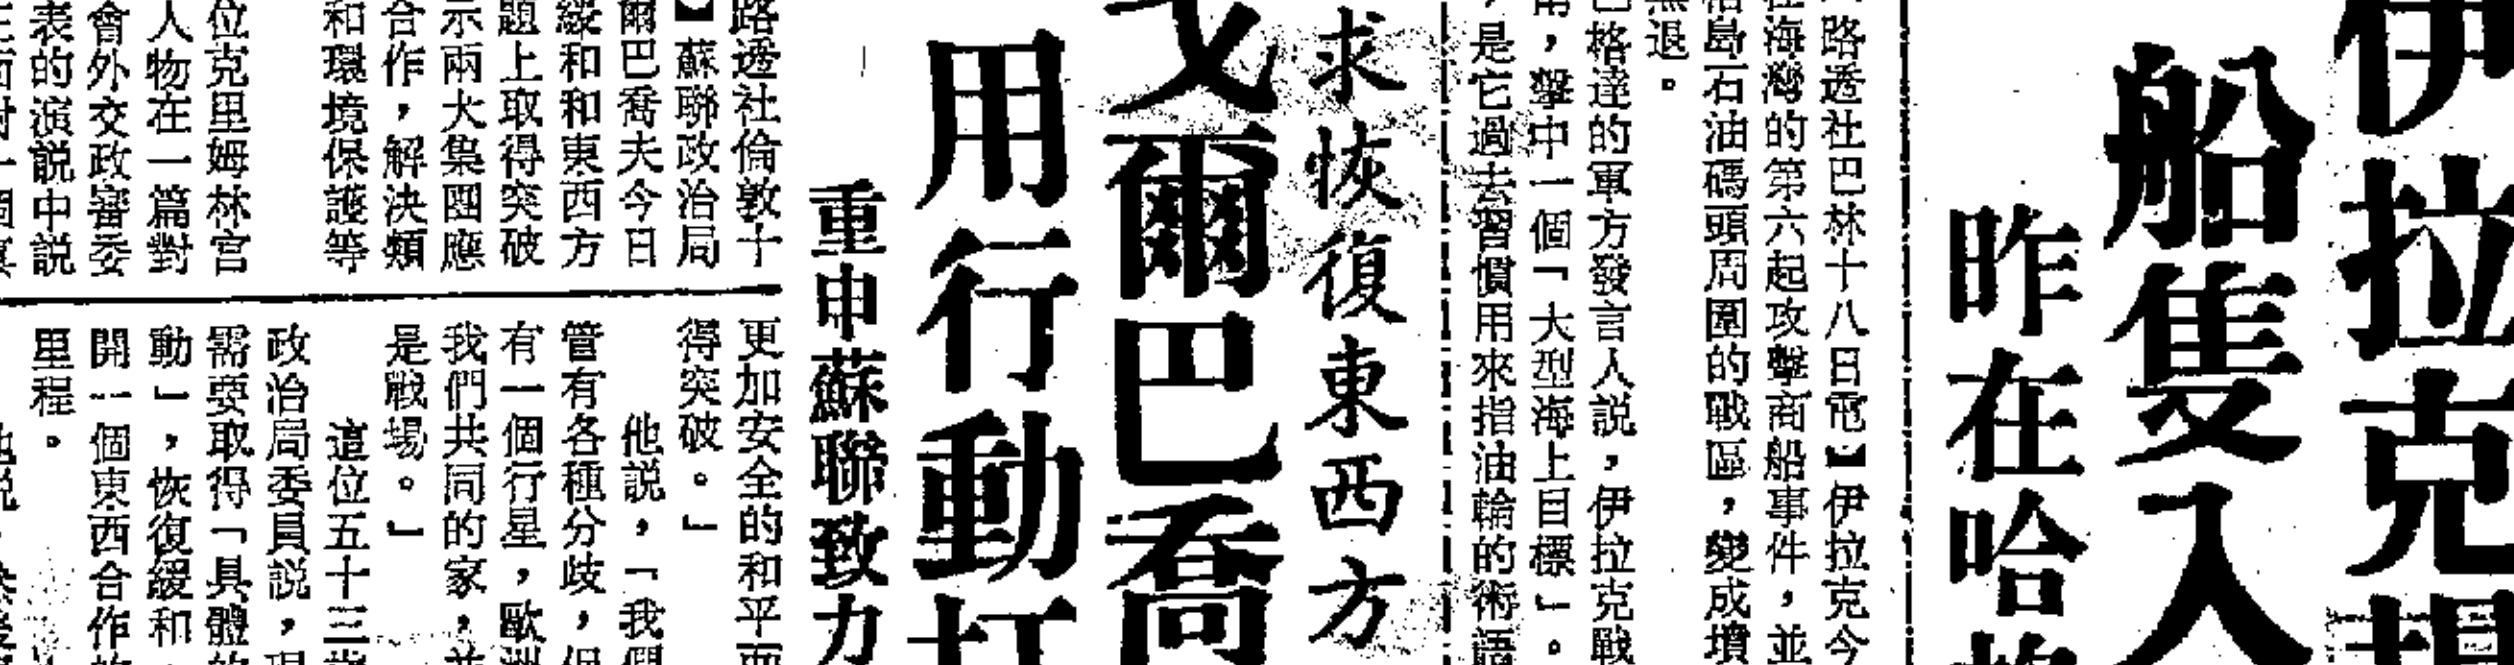 伊拉克
船隻入
昨在哈
路透社巴林十八日電】伊拉克今
在海灣的第六起攻擊商船事件，並
哈島石油碼頭周圍的戰區，變成墳
無退。
巴格達的軍方發言人說，伊拉克戰
用，擊中一個「大型海上目標」。
，是它過去習慣用來指油輪的術語
求恢復東西方
戈爾巴喬
用行動打
重申蘇聯致力
路透社倫敦十
】蘇聯政治局
爾巴喬夫今日
緩和和東西方
題上取得突破
示兩大集團應
合作，解決類
和環境保護等
位克里姆林宮
人物在一篇對
會外交政審委
表的演說中說
更加安全的和平而
得突破。」
他說，「我們
管有各種分歧，但
有一個行星，歐洲
我們共同的家，並
是戰場。」
這位五十三歲
政治局委員說，現
需要取得「具體的
動」，恢復緩和，
開一個東西合作的
里程。